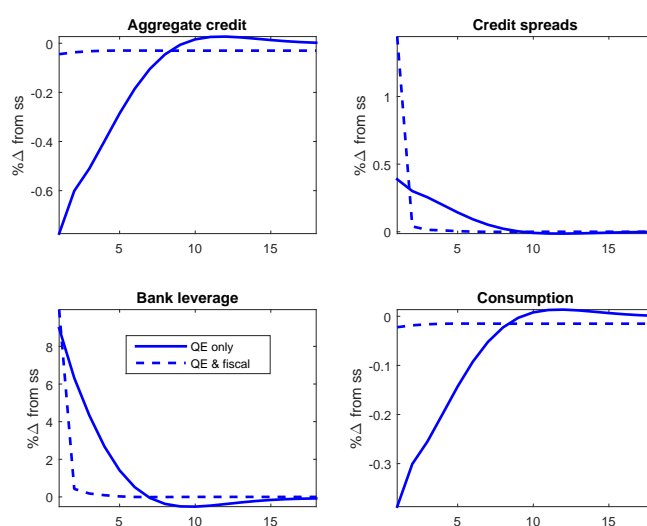 Aggregate credit
%Δ from ss
0
-0.2
-0.4
-0.6
5
10
15
Credit spreads
%Δ from ss
1
0.5
0
5
10
15
Bank leverage
%Δ from ss
8
6
4
2
0
5
10
15
QE only
QE & fiscal
Consumption
%Δ from ss
0
-0.1
-0.2
-0.3
5
10
15